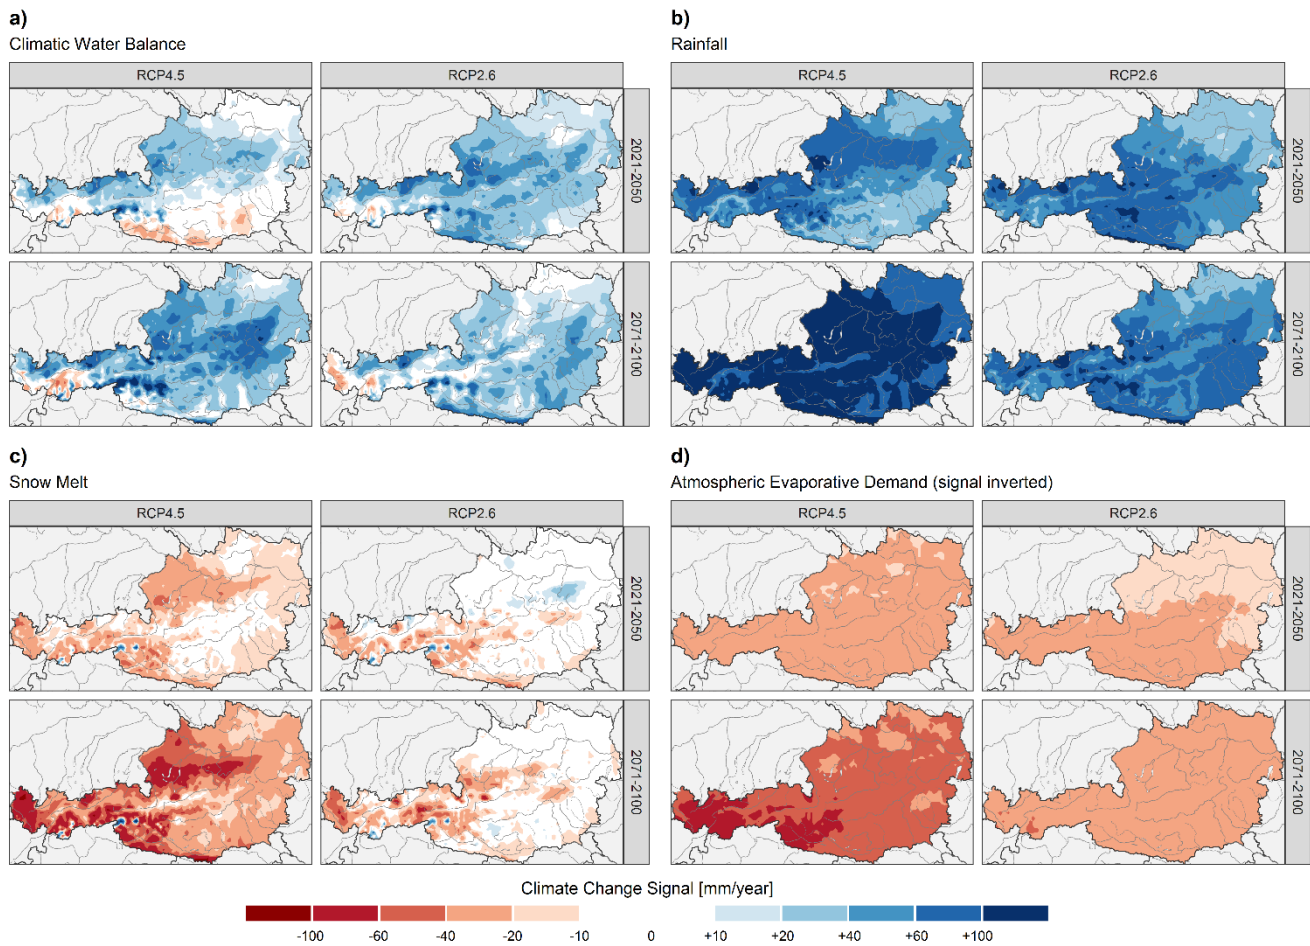 a)
Climatic Water Balance
RCP4.5
RCP2.6
2021-2050
2071-2100
b)
Rainfall
RCP4.5
RCP2.6
2021-2050
2071-2100
c)
Snow Melt
RCP4.5
RCP2.6
2021-2050
2071-2100
d)
Atmospheric Evaporative Demand (signal inverted)
RCP4.5
RCP2.6
2021-2050
2071-2100
Climate Change Signal [mm/year]
-100 -60 -40 -20 -10 0 +10 +20 +40 +60 +100